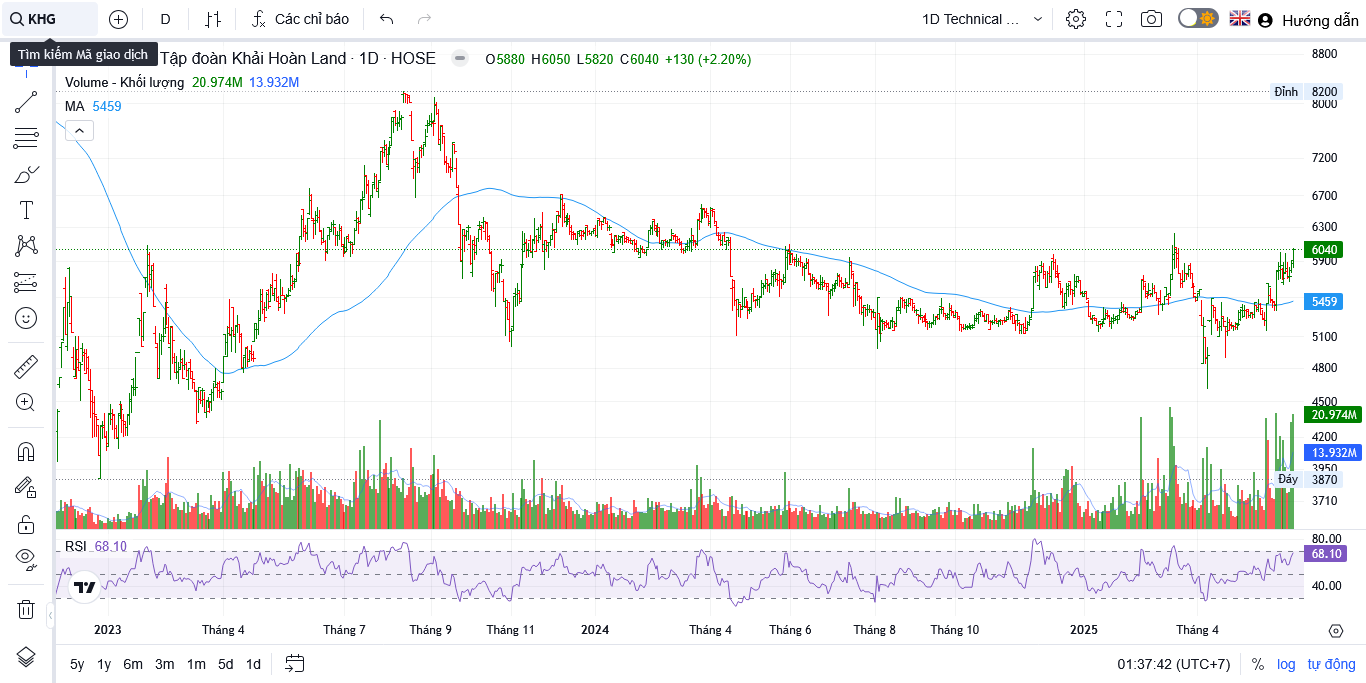 KHG D Các chỉ báo 1D Technical ... Hướng dẫn
Tìm kiếm Mã giao dịch
Tập đoàn Khải Hoàn Land · 1D · HOSE O5880 H6050 L5820 C6040 +130 (+2.20%)
Volume - Khối lượng 20.974M 13.932M
MA 5459
8800
Đỉnh 8200
8000
7200
6700
6300
6040
5900
5459
5100
4800
4500
20.974M
4200
13.932M
3950
Đáy 3870
3710
RSI 68.10
80.00
68.10
40.00
2023 Tháng 4 Tháng 7 Tháng 9 Tháng 11 2024 Tháng 4 Tháng 6 Tháng 8 Tháng 10 2025 Tháng 4
5y 1y 6m 3m 1m 5d 1d 01:37:42 (UTC+7) % log tự động